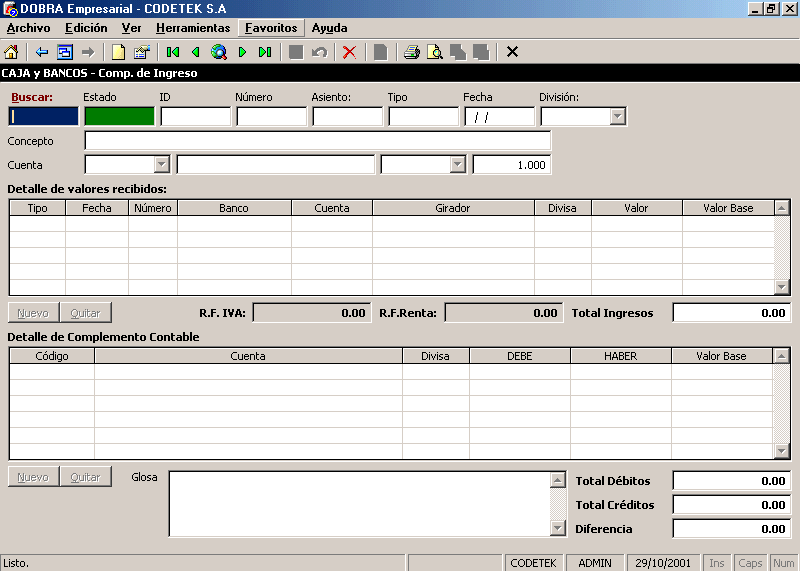 DOBRA Empresarial - CODETEK S.A
Archivo Edición Ver Herramientas Favoritos Ayuda
CAJA y BANCOS - Comp. de Ingreso
Buscar: Estado ID Número Asiento: Tipo Fecha División:
/ /
Concepto
Cuenta 1.000
Detalle de valores recibidos:
Tipo Fecha Número Banco Cuenta Girador Divisa Valor Valor Base
Nuevo Quitar R.F. IVA: 0.00 R.F.Renta: 0.00 Total Ingresos 0.00
Detalle de Complemento Contable
Código Cuenta Divisa DEBE HABER Valor Base
Nuevo Quitar Glosa Total Débitos 0.00
Total Créditos 0.00
Diferencia 0.00
Listo. CODETEK ADMIN 29/10/2001 Ins Caps Num